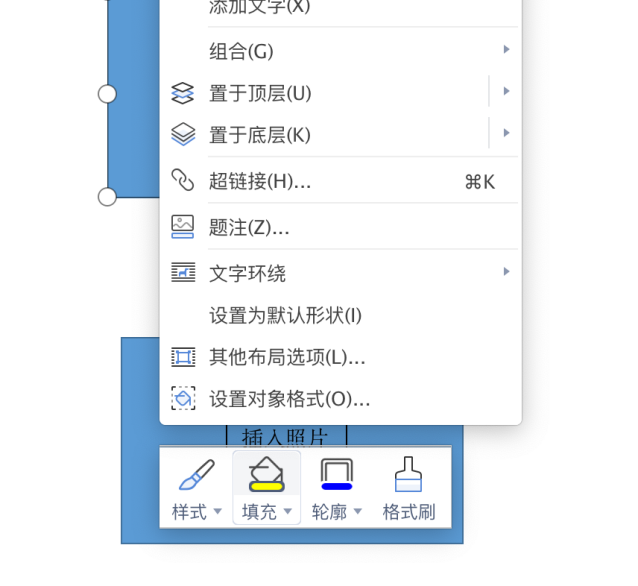 添加文字(X)
组合(G)
置于顶层(U)
置于底层(K)
超链接(H)... ⌘K
题注(Z)...
文字环绕
设置为默认形状(I)
其他布局选项(L)...
设置对象格式(O)...
插入照片
样式 填充 轮廓 格式刷